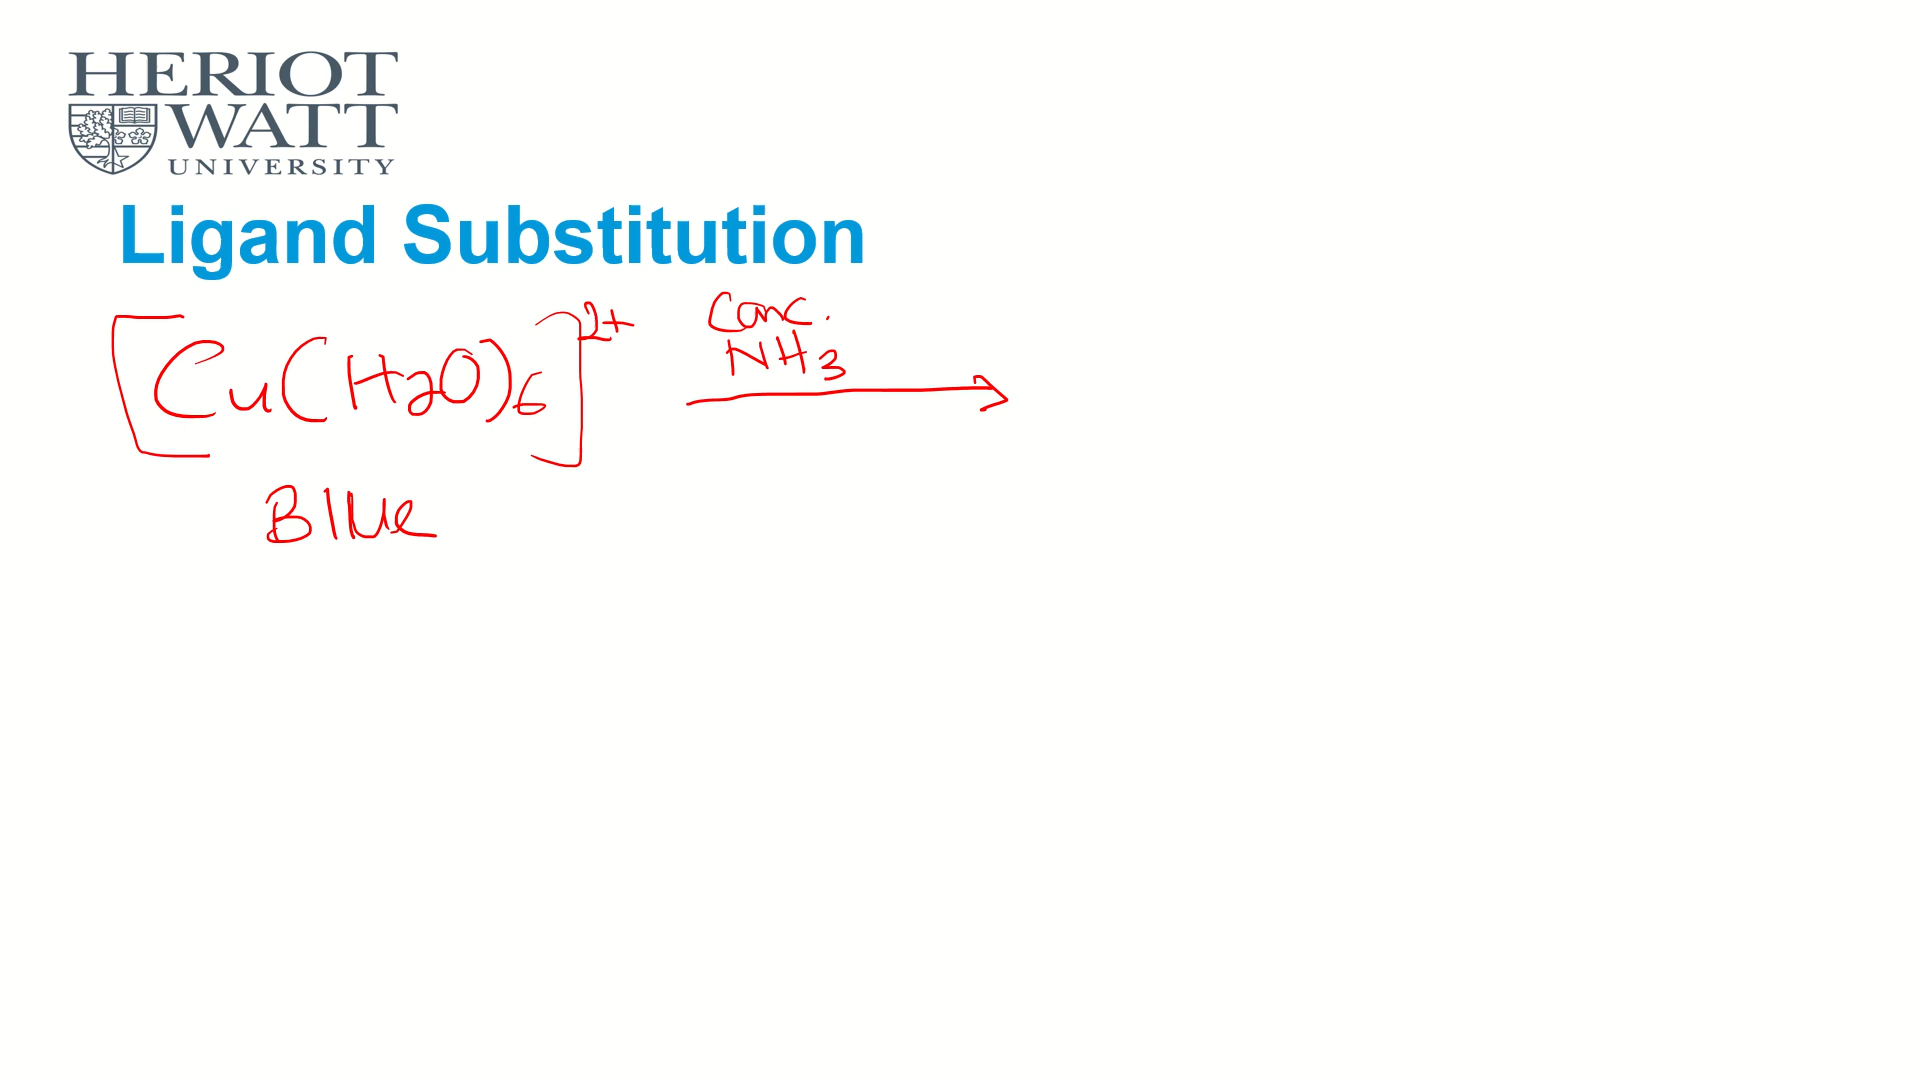 HERIOT
WATT
UNIVERSITY
Ligand Substitution
[Cu(H2O)6]2+
Conc.
NH3
Blue